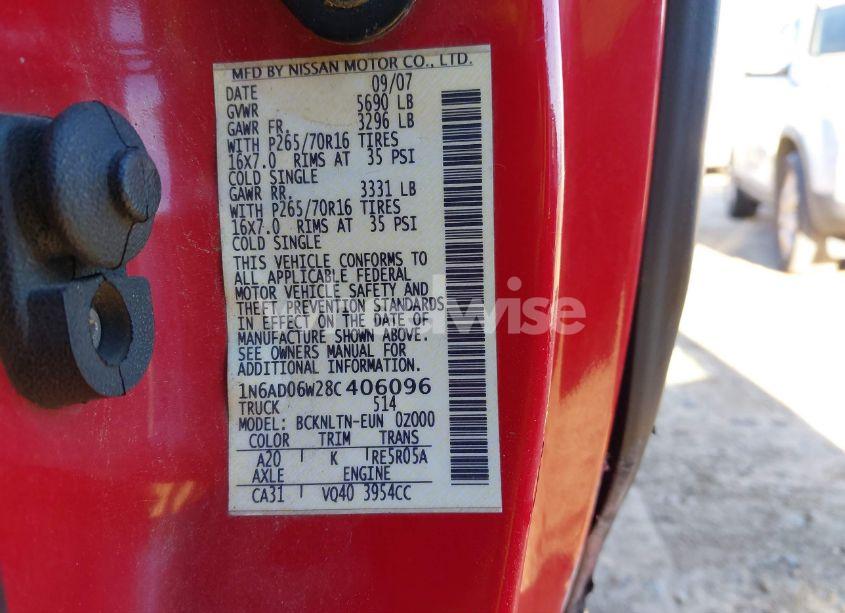 MFD BY NISSAN MOTOR CO., LTD.
DATE 09/07
GVWR 5690 LB
GAWR FR. 3296 LB
WITH P265/70R16 TIRES
16X7.0 RIMS AT 35 PSI
COLD SINGLE
GAWR RR. 3331 LB
WITH P265/70R16 TIRES
16X7.0 RIMS AT 35 PSI
COLD SINGLE
THIS VEHICLE CONFORMS TO
ALL APPLICABLE FEDERAL
MOTOR VEHICLE SAFETY AND
THEFT PREVENTION STANDARDS
IN EFFECT ON THE DATE OF
MANUFACTURE SHOWN ABOVE.
SEE OWNERS MANUAL FOR
ADDITIONAL INFORMATION.
1N6AD06W28C406096
TRUCK 514
MODEL: BCKNLTN-EUN 0Z000
COLOR TRIM TRANS
A20 K RE5R05A
AXLE ENGINE
CA31 VQ40 3954CC